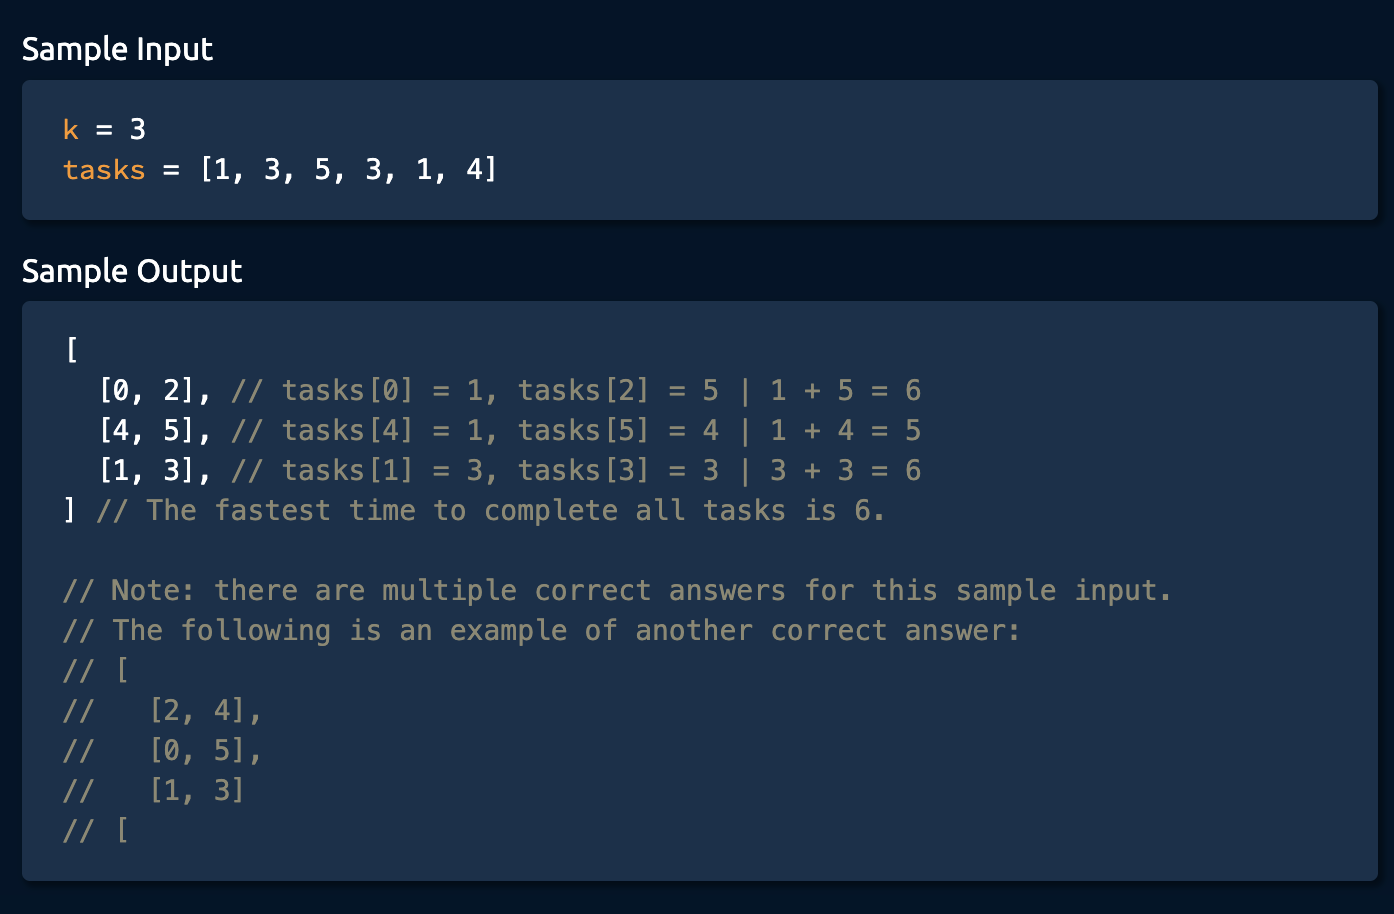 Sample Input
k = 3
tasks = [1, 3, 5, 3, 1, 4]
Sample Output
[
  [0, 2], // tasks[0] = 1, tasks[2] = 5 | 1 + 5 = 6
  [4, 5], // tasks[4] = 1, tasks[5] = 4 | 1 + 4 = 5
  [1, 3], // tasks[1] = 3, tasks[3] = 3 | 3 + 3 = 6
] // The fastest time to complete all tasks is 6.
// Note: there are multiple correct answers for this sample input.
// The following is an example of another correct answer:
// [
//   [2, 4],
//   [0, 5],
//   [1, 3]
// [